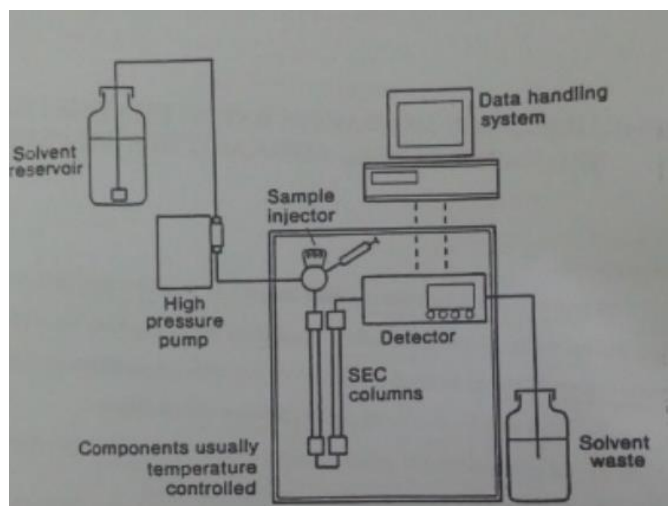 Solvent
reservoir
Data handling
system
Sample
injector
High
pressure
pump
Detector
SEC
columns
Components usually
temperature
controlled
Solvent
waste